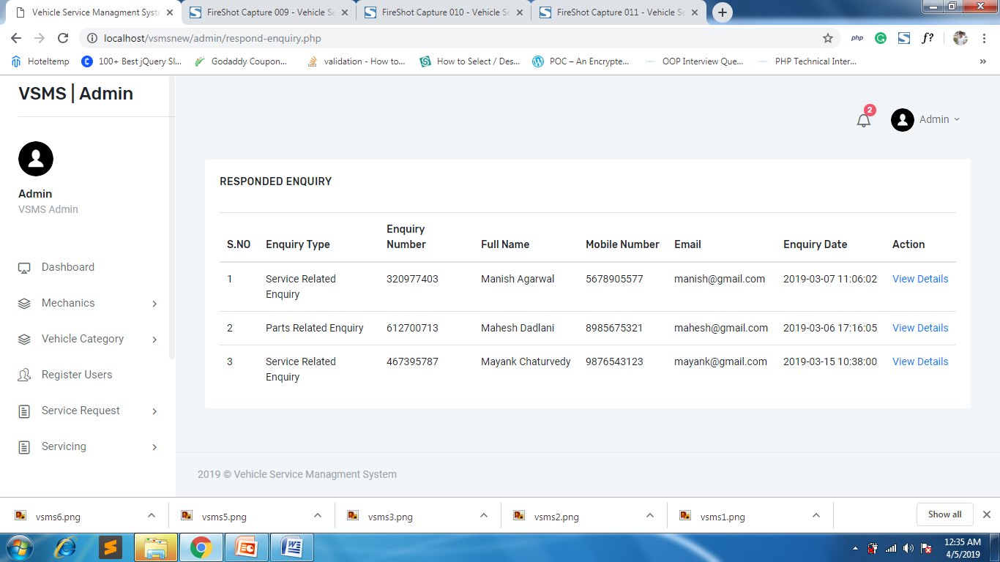 Vehicle Service Managment Syste
FireShot Capture 009 - Vehicle Se
FireShot Capture 010 - Vehicle Se
FireShot Capture 011 - Vehicle Se
localhost/vsmsnew/admin/respond-enquiry.php
php
f?
Hoteltemp
100+ Best jQuery Sl...
Godaddy Coupon...
validation - How to...
How to Select / Des...
POC – An Encrypte...
OOP Interview Que...
PHP Technical Inter...
»
VSMS | Admin
2
Admin
Admin
VSMS Admin
Dashboard
Mechanics
Vehicle Category
Register Users
Service Request
Servicing
RESPONDED ENQUIRY
S.NO Enquiry Type Enquiry Number Full Name Mobile Number Email Enquiry Date Action
1 Service Related Enquiry 320977403 Manish Agarwal 5678905577 manish@gmail.com 2019-03-07 11:06:02 View Details
2 Parts Related Enquiry 612700713 Mahesh Dadlani 8985675321 mahesh@gmail.com 2019-03-06 17:16:05 View Details
3 Service Related Enquiry 467395787 Mayank Chaturvedy 9876543123 mayank@gmail.com 2019-03-15 10:38:00 View Details
2019 © Vehicle Service Managment System
vsms6.png
vsms5.png
vsms3.png
vsms2.png
vsms1.png
Show all
12:35 AM
4/5/2019